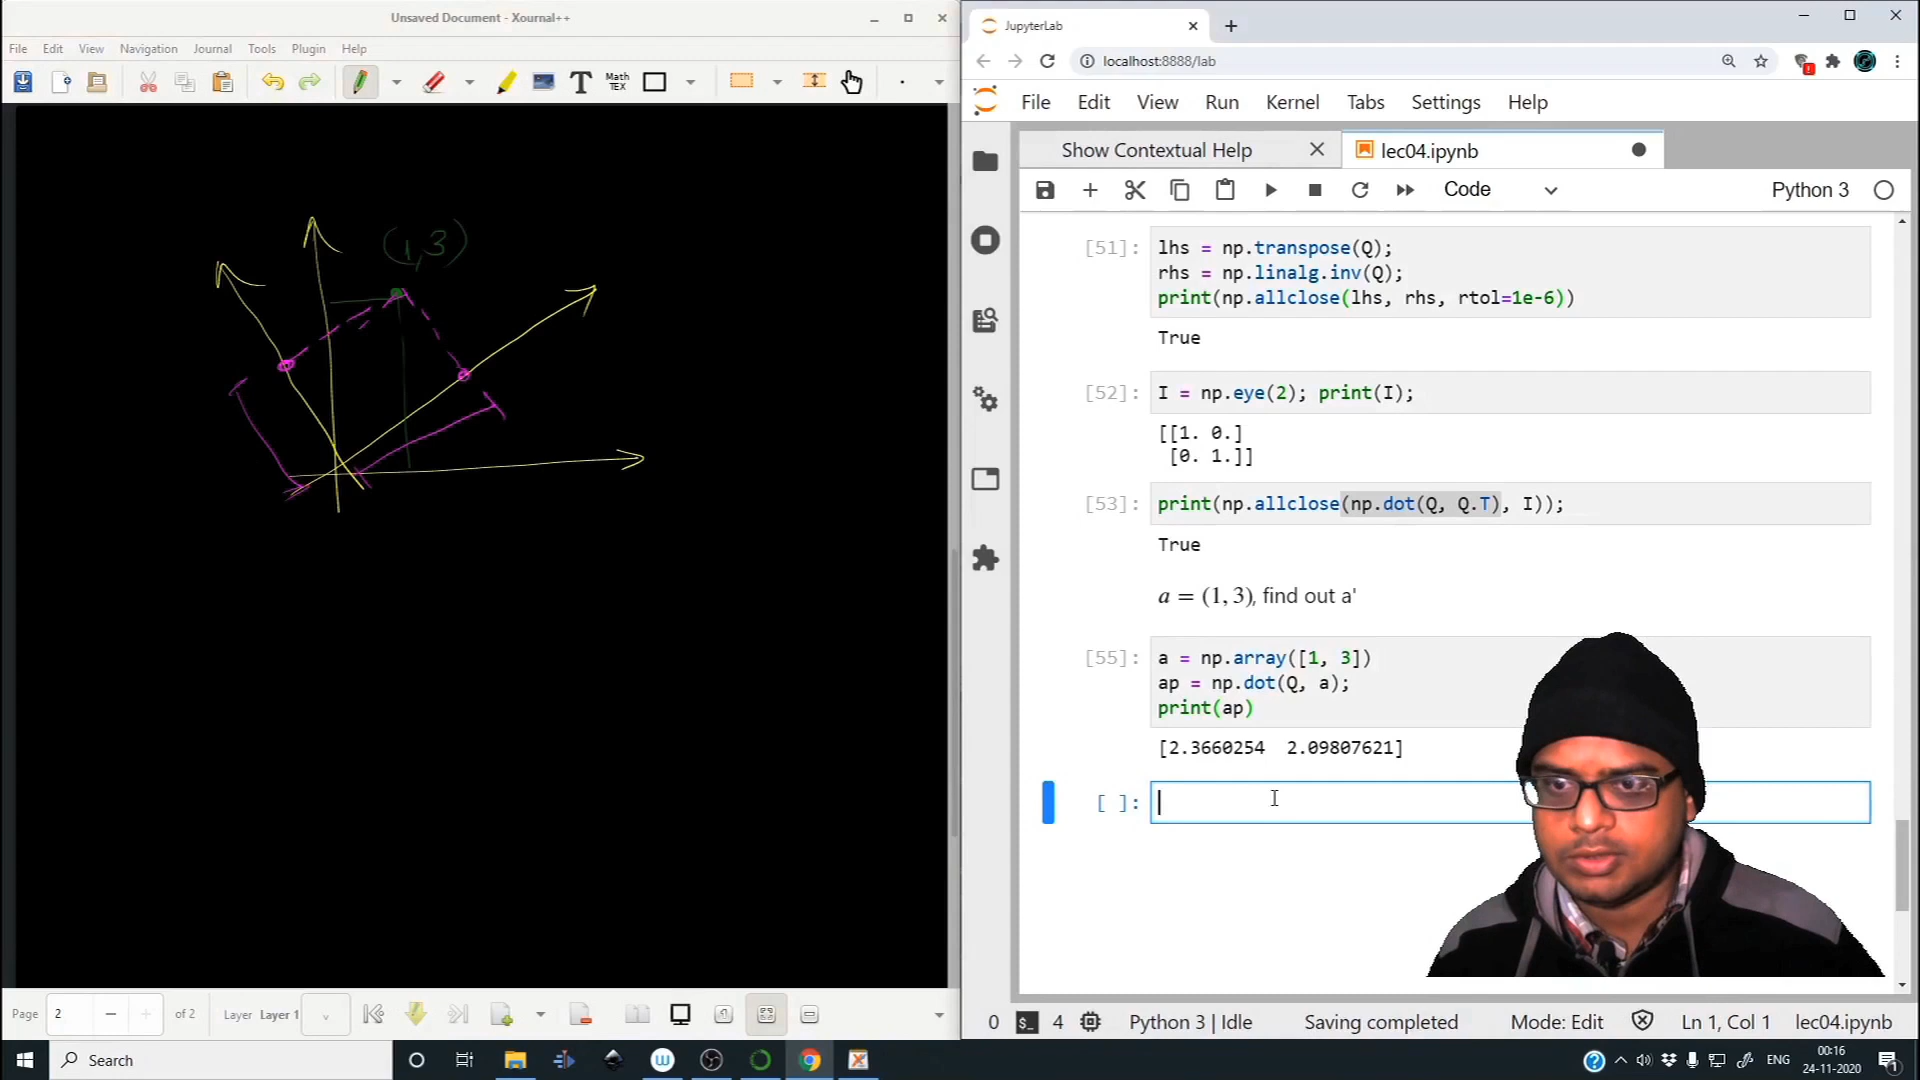 Unsaved Document - Xournal++
File Edit View Navigation Journal Tools Plugin Help
Math
TEX
(1,3)
Page 2 of 2 Layer Layer 1
JupyterLab
localhost:8888/lab
File Edit View Run Kernel Tabs Settings Help
Show Contextual Help
lec04.ipynb
Code
Python 3
[51]: lhs = np.transpose(Q);
rhs = np.linalg.inv(Q);
print(np.allclose(lhs, rhs, rtol=1e-6))
True
[52]: I = np.eye(2); print(I);
[[1. 0.]
[0. 1.]]
[53]: print(np.allclose(np.dot(Q, Q.T), I));
True
a = (1, 3), find out a'
[55]: a = np.array([1, 3])
ap = np.dot(Q, a);
print(ap)
[2.3660254 2.09807621]
[ ]:
0 4 Python 3 | Idle Saving completed Mode: Edit Ln 1, Col 1 lec04.ipynb
Search
ENG
00:16
24-11-2020
1